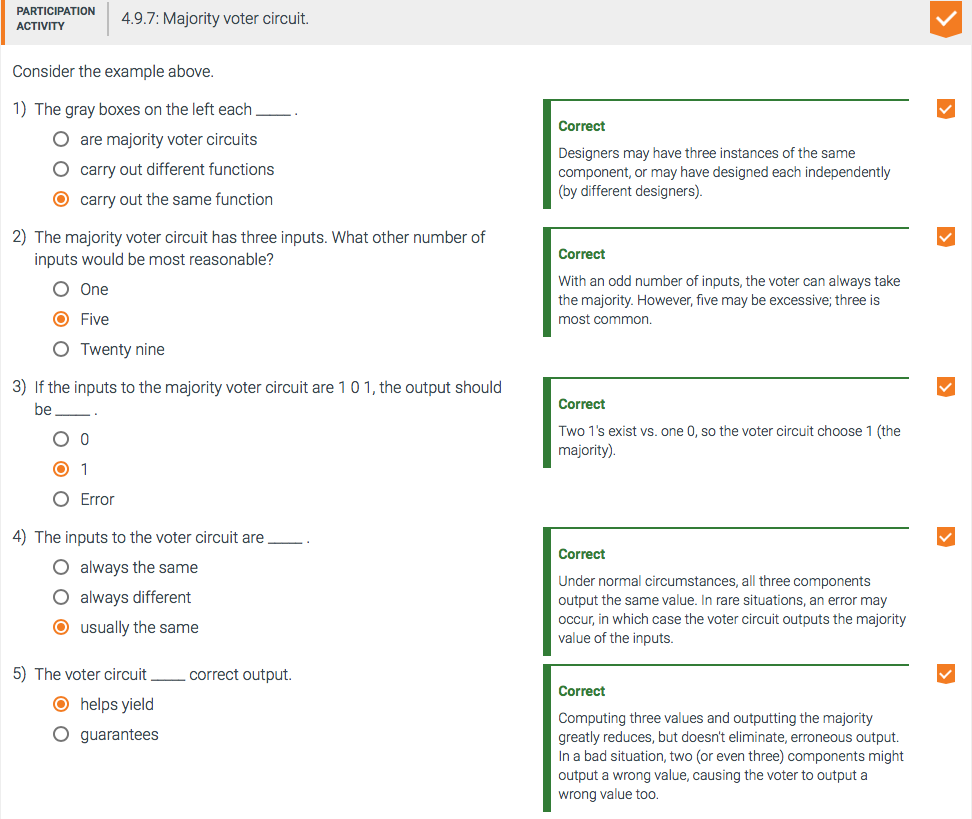 PARTICIPATION
ACTIVITY
4.9.7: Majority voter circuit.
Consider the example above.
1) The gray boxes on the left each ____ .
are majority voter circuits
carry out different functions
carry out the same function
Correct
Designers may have three instances of the same
component, or may have designed each independently
(by different designers).
2) The majority voter circuit has three inputs. What other number of
inputs would be most reasonable?
One
Five
Twenty nine
Correct
With an odd number of inputs, the voter can always take
the majority. However, five may be excessive; three is
most common.
3) If the inputs to the majority voter circuit are 1 0 1, the output should
be ____ .
0
1
Error
Correct
Two 1's exist vs. one 0, so the voter circuit choose 1 (the
majority).
4) The inputs to the voter circuit are ____ .
always the same
always different
usually the same
Correct
Under normal circumstances, all three components
output the same value. In rare situations, an error may
occur, in which case the voter circuit outputs the majority
value of the inputs.
5) The voter circuit ____ correct output.
helps yield
guarantees
Correct
Computing three values and outputting the majority
greatly reduces, but doesn't eliminate, erroneous output.
In a bad situation, two (or even three) components might
output a wrong value, causing the voter to output a
wrong value too.